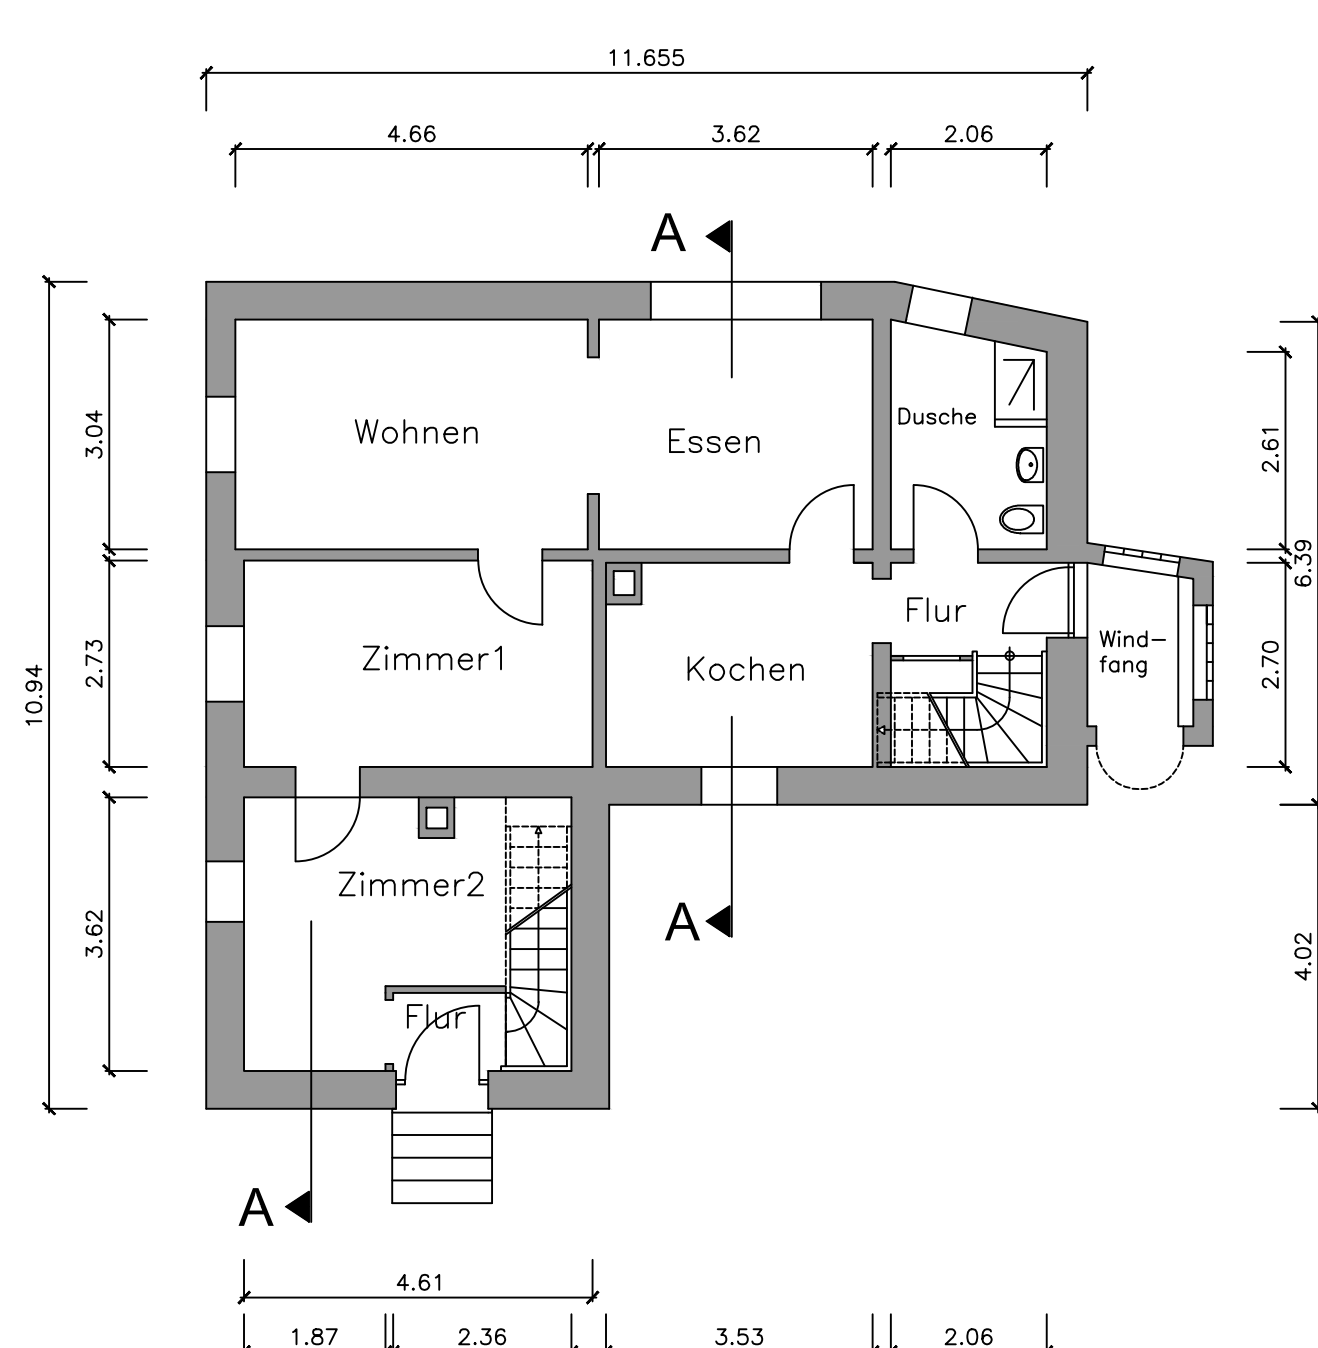 11.655
4.66 3.62 2.06
A
3.04
Wohnen
Essen
Dusche
2.61
6.39
10.94
2.73
Zimmer1
Kochen
Flur
Wind-
fang
2.70
3.62
Zimmer2
A
4.02
Flur
A
4.61
1.87 2.36 3.53 2.06